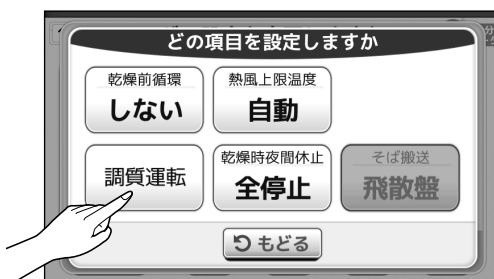 どの項目を設定しますか
乾燥前循環
しない
熱風上限温度
自動
調質運転
乾燥時夜間休止
全停止
そば搬送
飛散盤
もどる